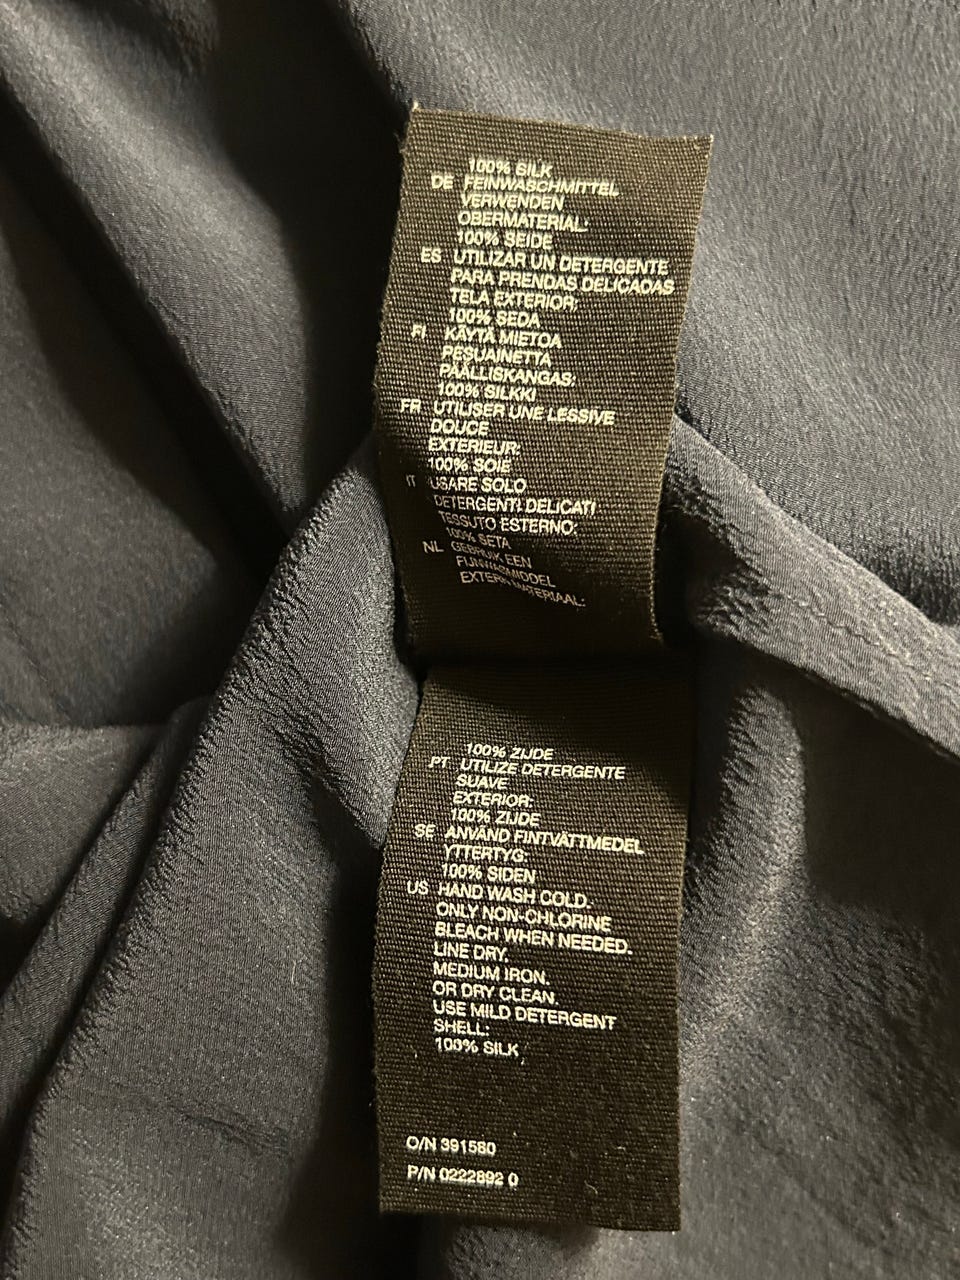 100% SILK
DE FEINWASCHMITTEL
VERWENDEN
OBERMATERIAL:
100% SEIDE
ES UTILIZAR UN DETERGENTE
PARA PRENDAS DELICADAS
TELA EXTERIOR:
100% SEDA
FI KÄYTÄ MIETOA
PESUAINETTA
PÄÄLLISKANGAS:
100% SILKKI
FR UTILISER UNE LESSIVE
DOUCE
EXTERIEUR:
100% SOIE
IT USARE SOLO
DETERGENTI DELICATI
TESSUTO ESTERNO:
100% SETA
NL GEBRUIK EEN
FIJNWASMIDDEL
EXTERN MATERIAAL:
100% ZIJDE
PT UTILIZE DETERGENTE
SUAVE
EXTERIOR:
100% ZIJDE
SE ANVÄND FINTVÄTTMEDEL
YTTERTYG:
100% SIDEN
US HAND WASH COLD.
ONLY NON-CHLORINE
BLEACH WHEN NEEDED.
LINE DRY.
MEDIUM IRON.
OR DRY CLEAN.
USE MILD DETERGENT
SHELL:
100% SILK
O/N 391580
P/N 0222892 0